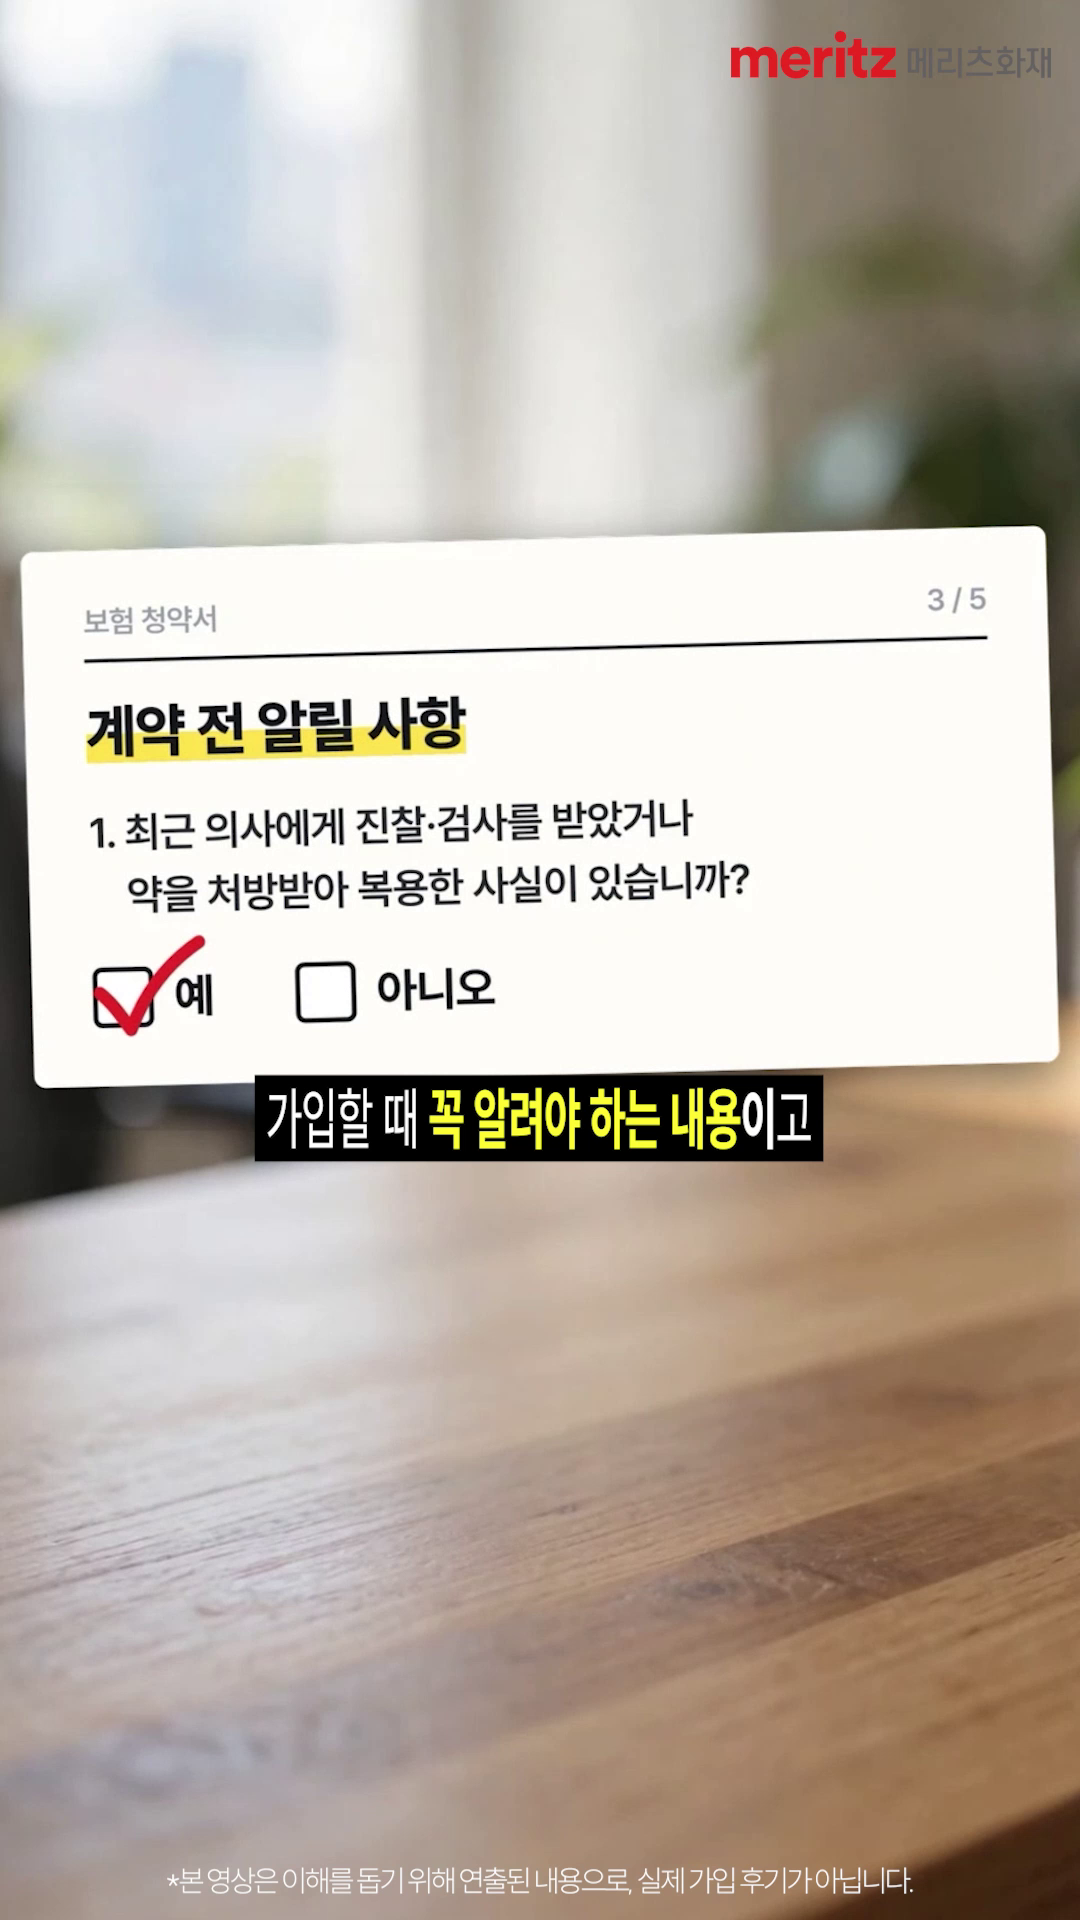 meritz 메리츠화재
보험 청약서
3 / 5
계약 전 알릴 사항
1. 최근 의사에게 진찰·검사를 받았거나
약을 처방받아 복용한 사실이 있습니까?
예 아니오
가입할 때 꼭 알려야 하는 내용이고
*본 영상은 이해를 돕기 위해 연출된 내용으로, 실제 가입 후기가 아닙니다.